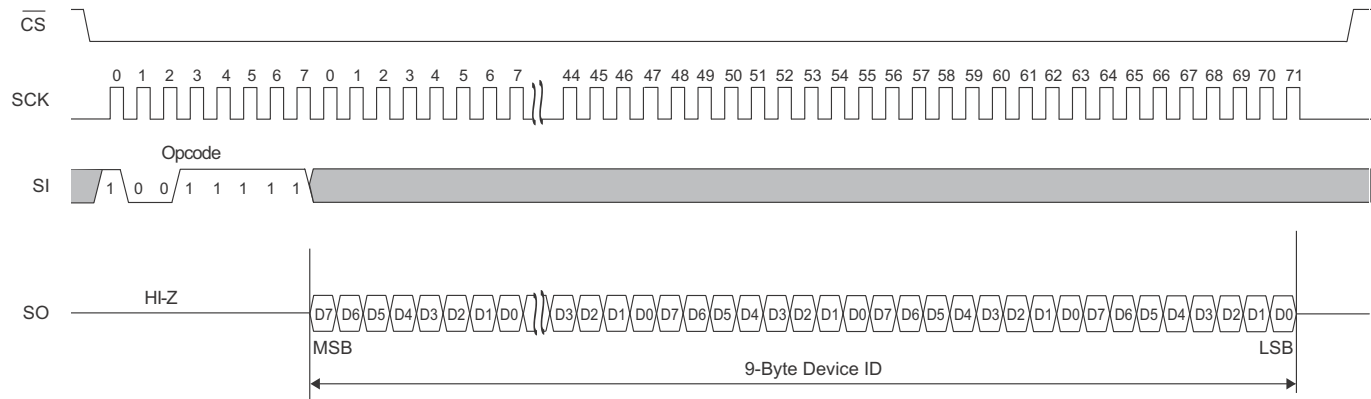 CS
0 1 2 3 4 5 6 7 0 1 2 3 4 5 6 7 44 45 46 47 48 49 50 51 52 53 54 55 56 57 58 59 60 61 62 63 64 65 66 67 68 69 70 71
SCK
Opcode
SI 1 0 0 1 1 1 1 1
HI-Z
SO D7 D6 D5 D4 D3 D2 D1 D0 D3 D2 D1 D0 D7 D6 D5 D4 D3 D2 D1 D0 D7 D6 D5 D4 D3 D2 D1 D0 D7 D6 D5 D4 D3 D2 D1 D0
MSB LSB
9-Byte Device ID